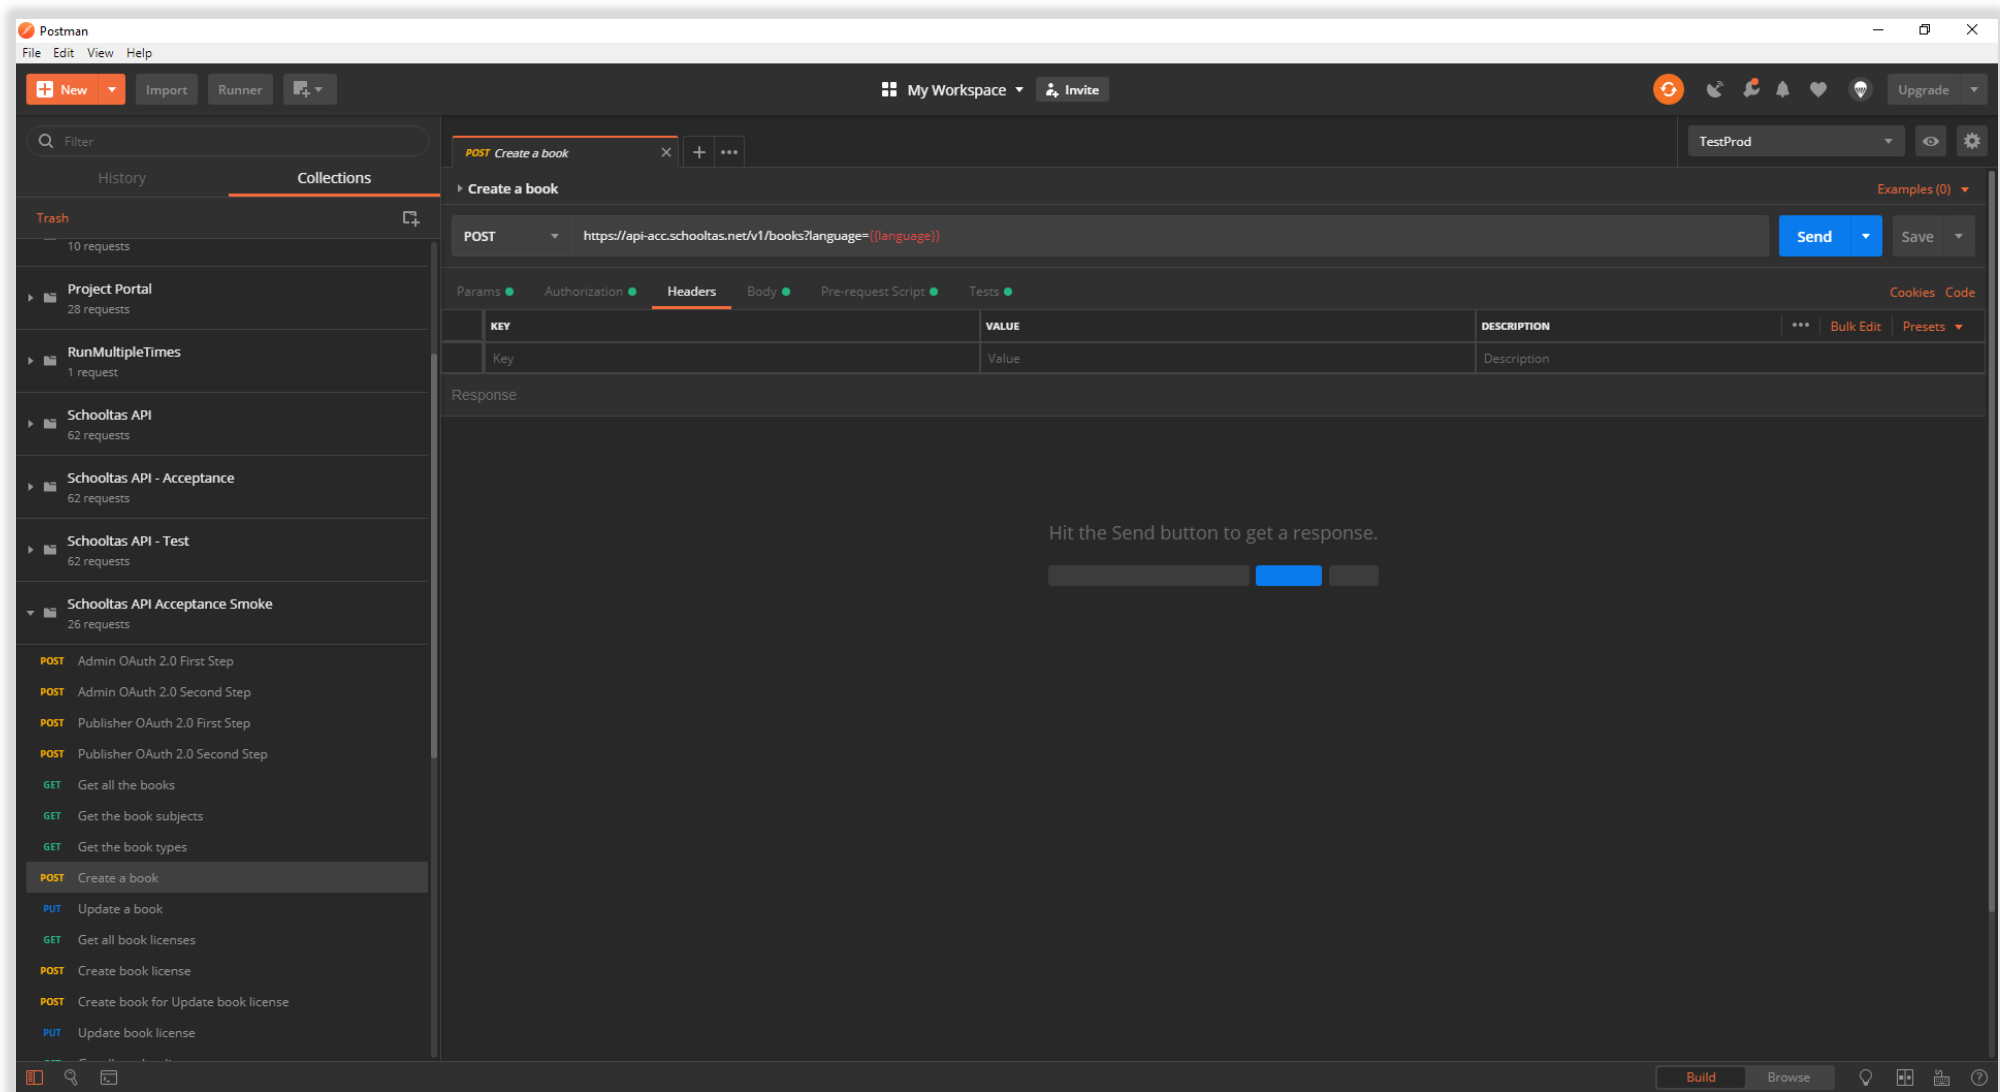 Postman
File Edit View Help
New Import Runner My Workspace Invite Upgrade
Filter
History Collections
Trash
10 requests
Project Portal
28 requests
RunMultipleTimes
1 request
Schooltas API
62 requests
Schooltas API - Acceptance
62 requests
Schooltas API - Test
62 requests
Schooltas API Acceptance Smoke
26 requests
POST Admin OAuth 2.0 First Step
POST Admin OAuth 2.0 Second Step
POST Publisher OAuth 2.0 First Step
POST Publisher OAuth 2.0 Second Step
GET Get all the books
GET Get the book subjects
GET Get the book types
POST Create a book
PUT Update a book
GET Get all book licenses
POST Create book license
POST Create book for Update book license
PUT Update book license
POST Create a book
TestProd
Create a book
Examples (0)
POST https://api-acc.schooltas.net/v1/books?language={{language}} Send Save
Params Authorization Headers Body Pre-request Script Tests Cookies Code
KEY VALUE DESCRIPTION Bulk Edit Presets
Key Value Description
Response
Hit the Send button to get a response.
Build Browse